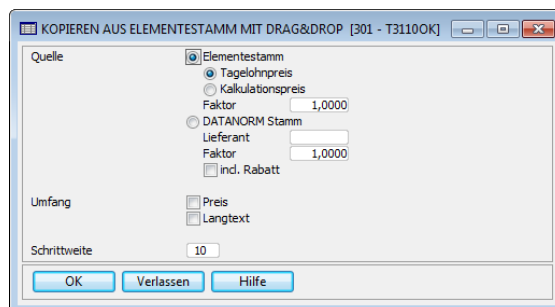 KOPIEREN AUS ELEMENTESTAMM MIT DRAG&DROP [301 - T3110OK]
Quelle
Elementestamm
Tagelohnpreis
Kalkulationspreis
Faktor 1,0000
DATANORM Stamm
Lieferant
Faktor 1,0000
incl. Rabatt
Umfang
Preis
Langtext
Schrittweite 10
OK Verlassen Hilfe